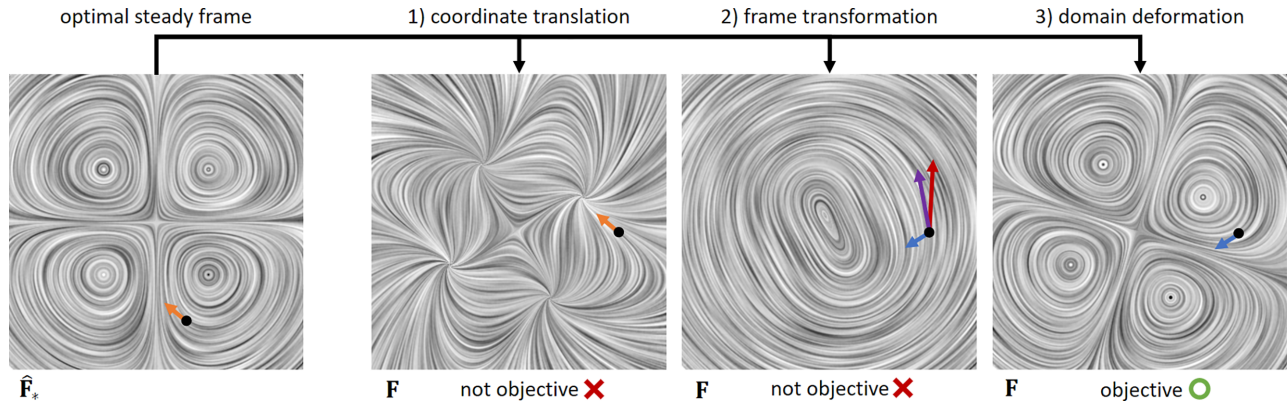 optimal steady frame
1) coordinate translation
2) frame transformation
3) domain deformation
F̂*
F not objective
F not objective
F objective